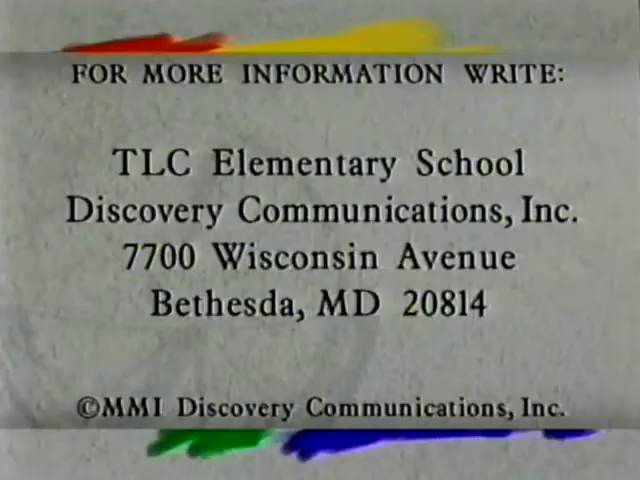 FOR MORE INFORMATION WRITE:
TLC Elementary School
Discovery Communications, Inc.
7700 Wisconsin Avenue
Bethesda, MD 20814
©MMI Discovery Communications, Inc.